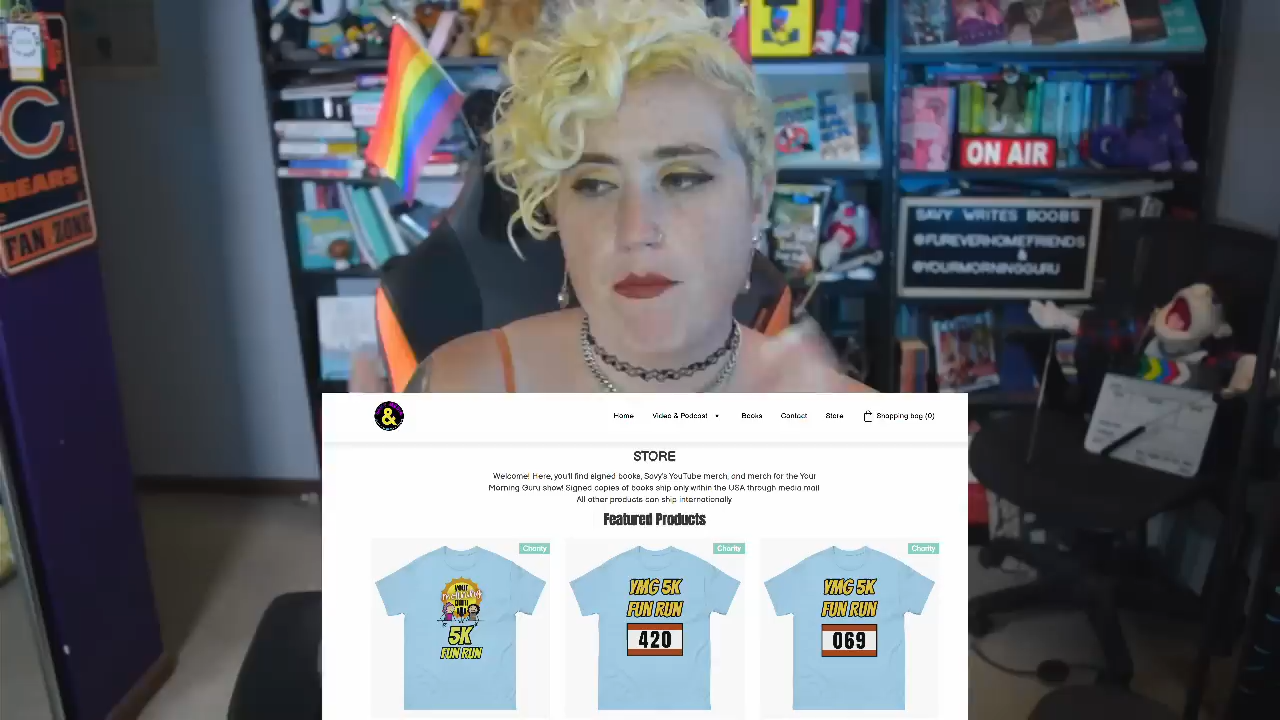 BEARS
FAN ZONE
ON AIR
SAVY WRITES BOOBS
@FUREVERHOMEFRIENDS
&
@YOURMORNINGGURU
&
Home
Video & Podcast
Books
Contact
Store
Shopping bag (0)
STORE
Welcome! Here, you'll find signed books, Savy's YouTube merch, and merch for the Your
Morning Guru show! Signed copies of books ship only within the USA through media mail
All other products can ship internationally
Featured Products
Charity
Charity
Charity
YOUR
morning
GURU
5K
FUN RUN
YMG 5K
FUN RUN
420
YMG 5K
FUN RUN
069